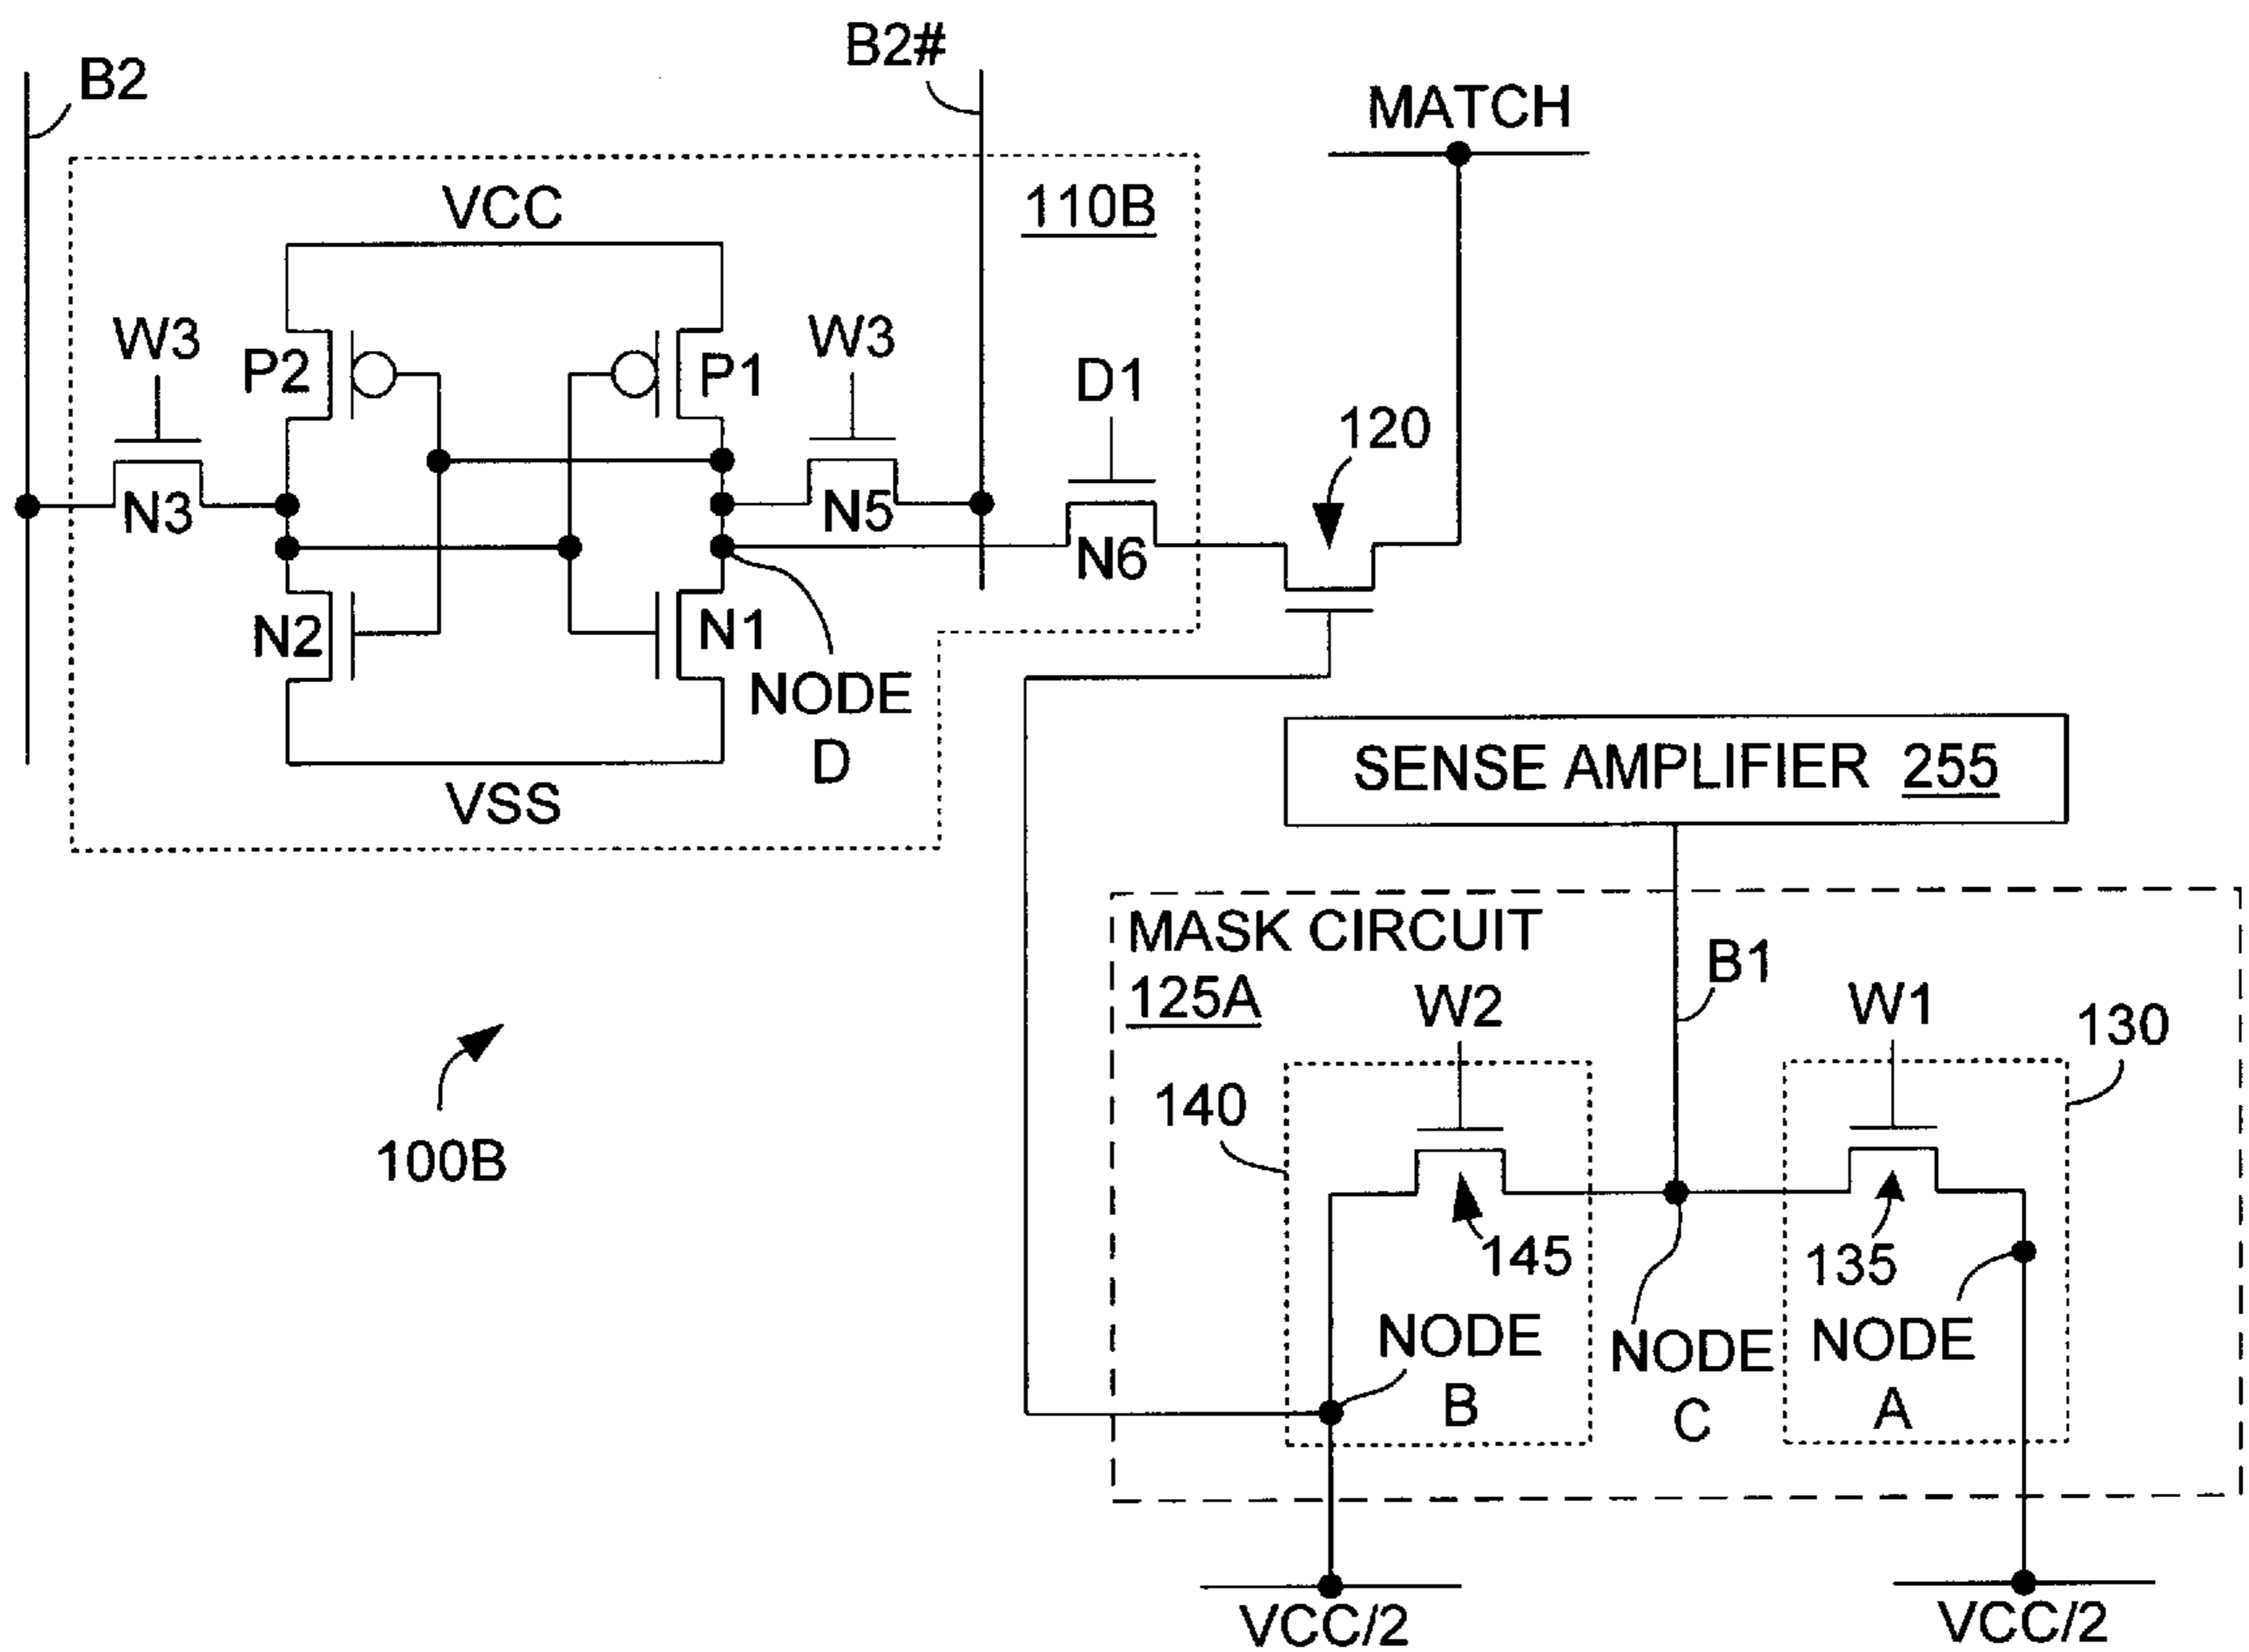 B2
B2#
MATCH
VCC
110B
W3
P2
P1
W3
D1
120
N3
N5
N6
N2
N1
NODE
D
VSS
SENSE AMPLIFIER 255
MASK CIRCUIT
125A
B1
W2
W1
130
140
100B
145
135
NODE
B
NODE
C
NODE
A
VCC/2
VCC/2